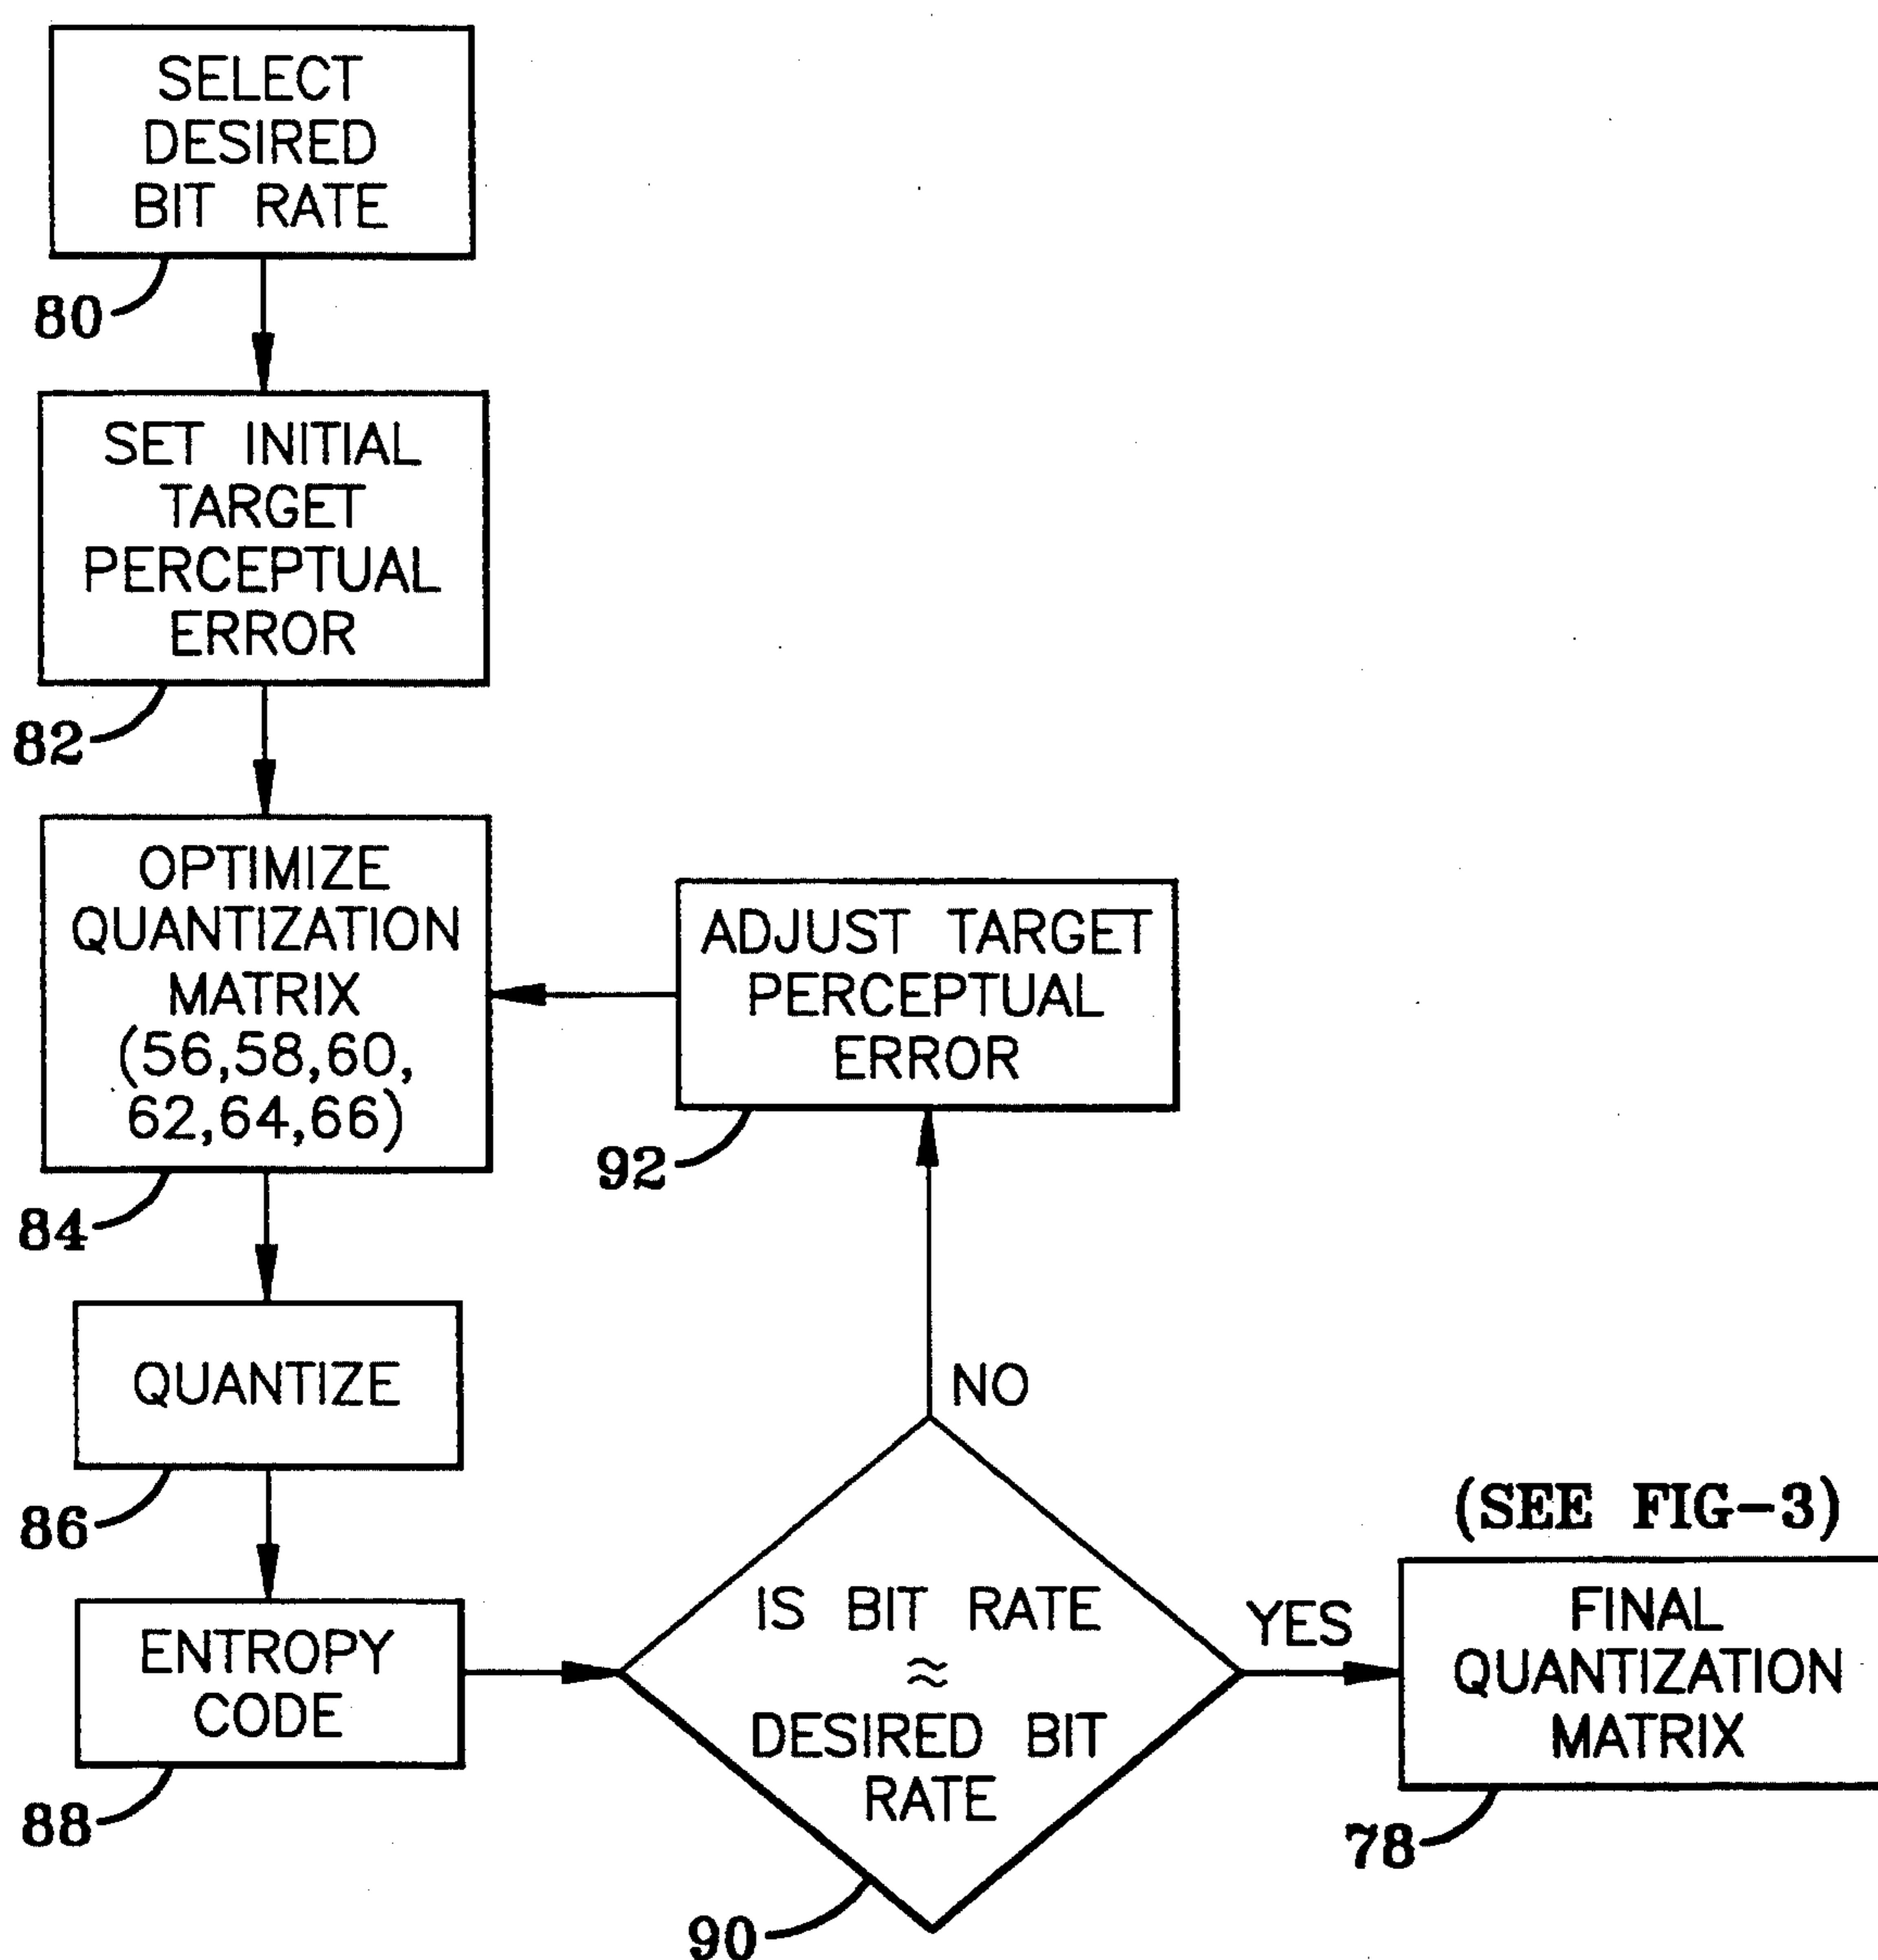 SELECT
DESIRED
BIT RATE
80
SET INITIAL
TARGET
PERCEPTUAL
ERROR
82
OPTIMIZE
QUANTIZATION
MATRIX
(56,58,60,
62,64,66)
84
ADJUST TARGET
PERCEPTUAL
ERROR
92
QUANTIZE
86
NO
ENTROPY
CODE
88
IS BIT RATE
≈
DESIRED BIT
RATE
90
YES
(SEE FIG-3)
FINAL
QUANTIZATION
MATRIX
78